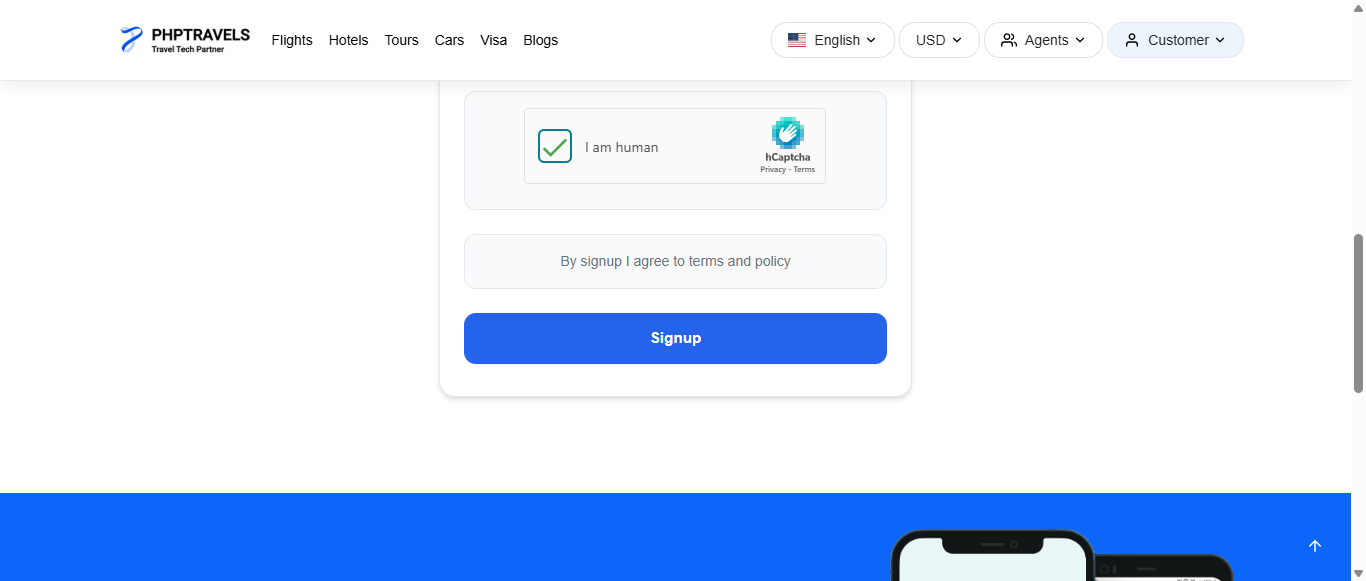 PHPTRAVELS
Travel Tech Partner
Flights Hotels Tours Cars Visa Blogs
English USD Agents Customer
I am human
hCaptcha
Privacy - Terms
By signup I agree to terms and policy
Signup